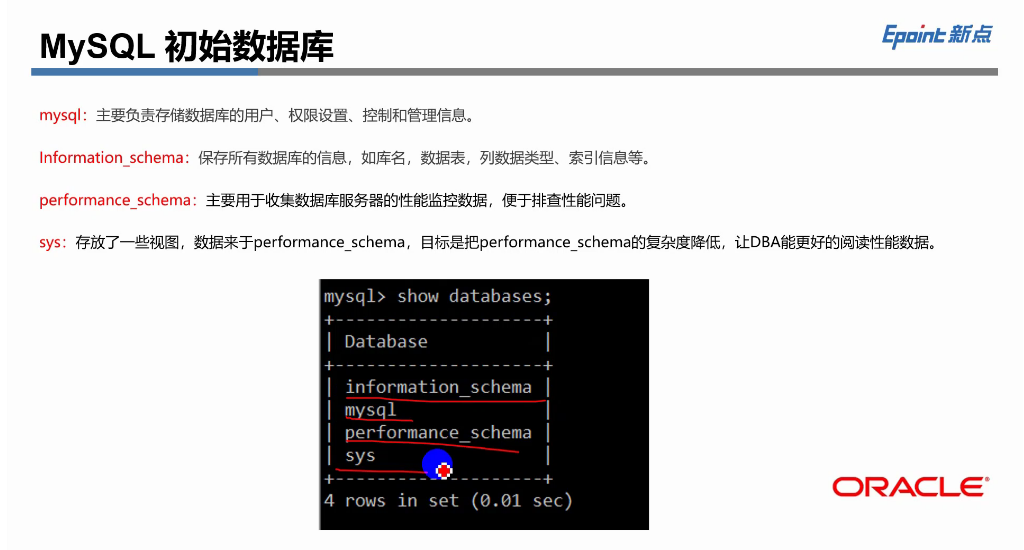 MySQL 初始数据库
Epoint 新点
mysql：主要负责存储数据库的用户、权限设置、控制和管理信息。
Information_schema：保存所有数据库的信息，如库名，数据表，列数据类型、索引信息等。
performance_schema：主要用于收集数据库服务器的性能监控数据，便于排查性能问题。
sys：存放了一些视图，数据来于performance_schema，目标是把performance_schema的复杂度降低，让DBA能更好的阅读性能数据。
mysql> show databases;
+--------------------+
| Database           |
+--------------------+
| information_schema |
| mysql              |
| performance_schema |
| sys                |
+--------------------+
4 rows in set (0.01 sec)
ORACLE®